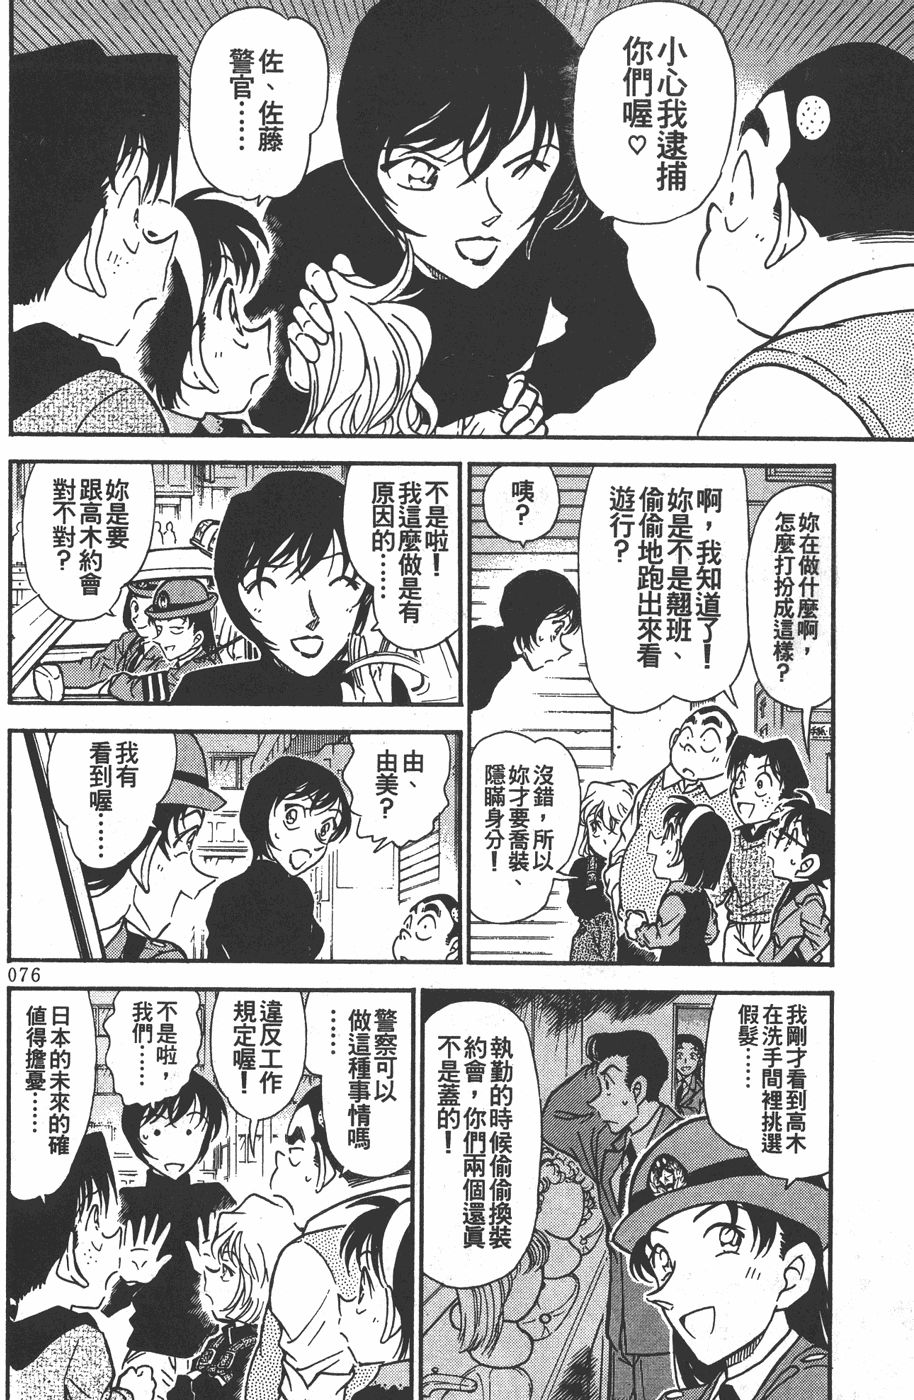 小心我逮捕
你們喔♡
佐、佐藤
警官……
妳在做什麼啊，
怎麼打扮成這樣？
啊，我知道了！
妳是不是翹班、
偷偷地跑出來看
遊行？
咦？
沒錯，所以
妳才要喬裝、
隱瞞身分！
不是啦！
我這麼做是有
原因的……
妳是要
跟高木約會
對不對？
由、
由美？
我有
看到喔……
076
我剛才看到高木
在洗手間裡挑選
假髮……
執勤的時候偷偷換裝
約會，你們兩個還真
不是蓋的！
警察可以
做這種事情嗎
……
違反工作
規定喔！
不是啦，
我們……
日本的未來的確
值得擔憂……